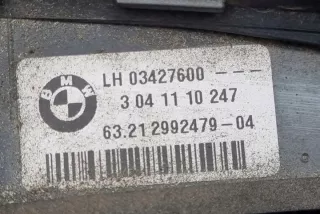 BMW
LH 03427600 ---
3 04 11 10 247
63.21 2992479-04